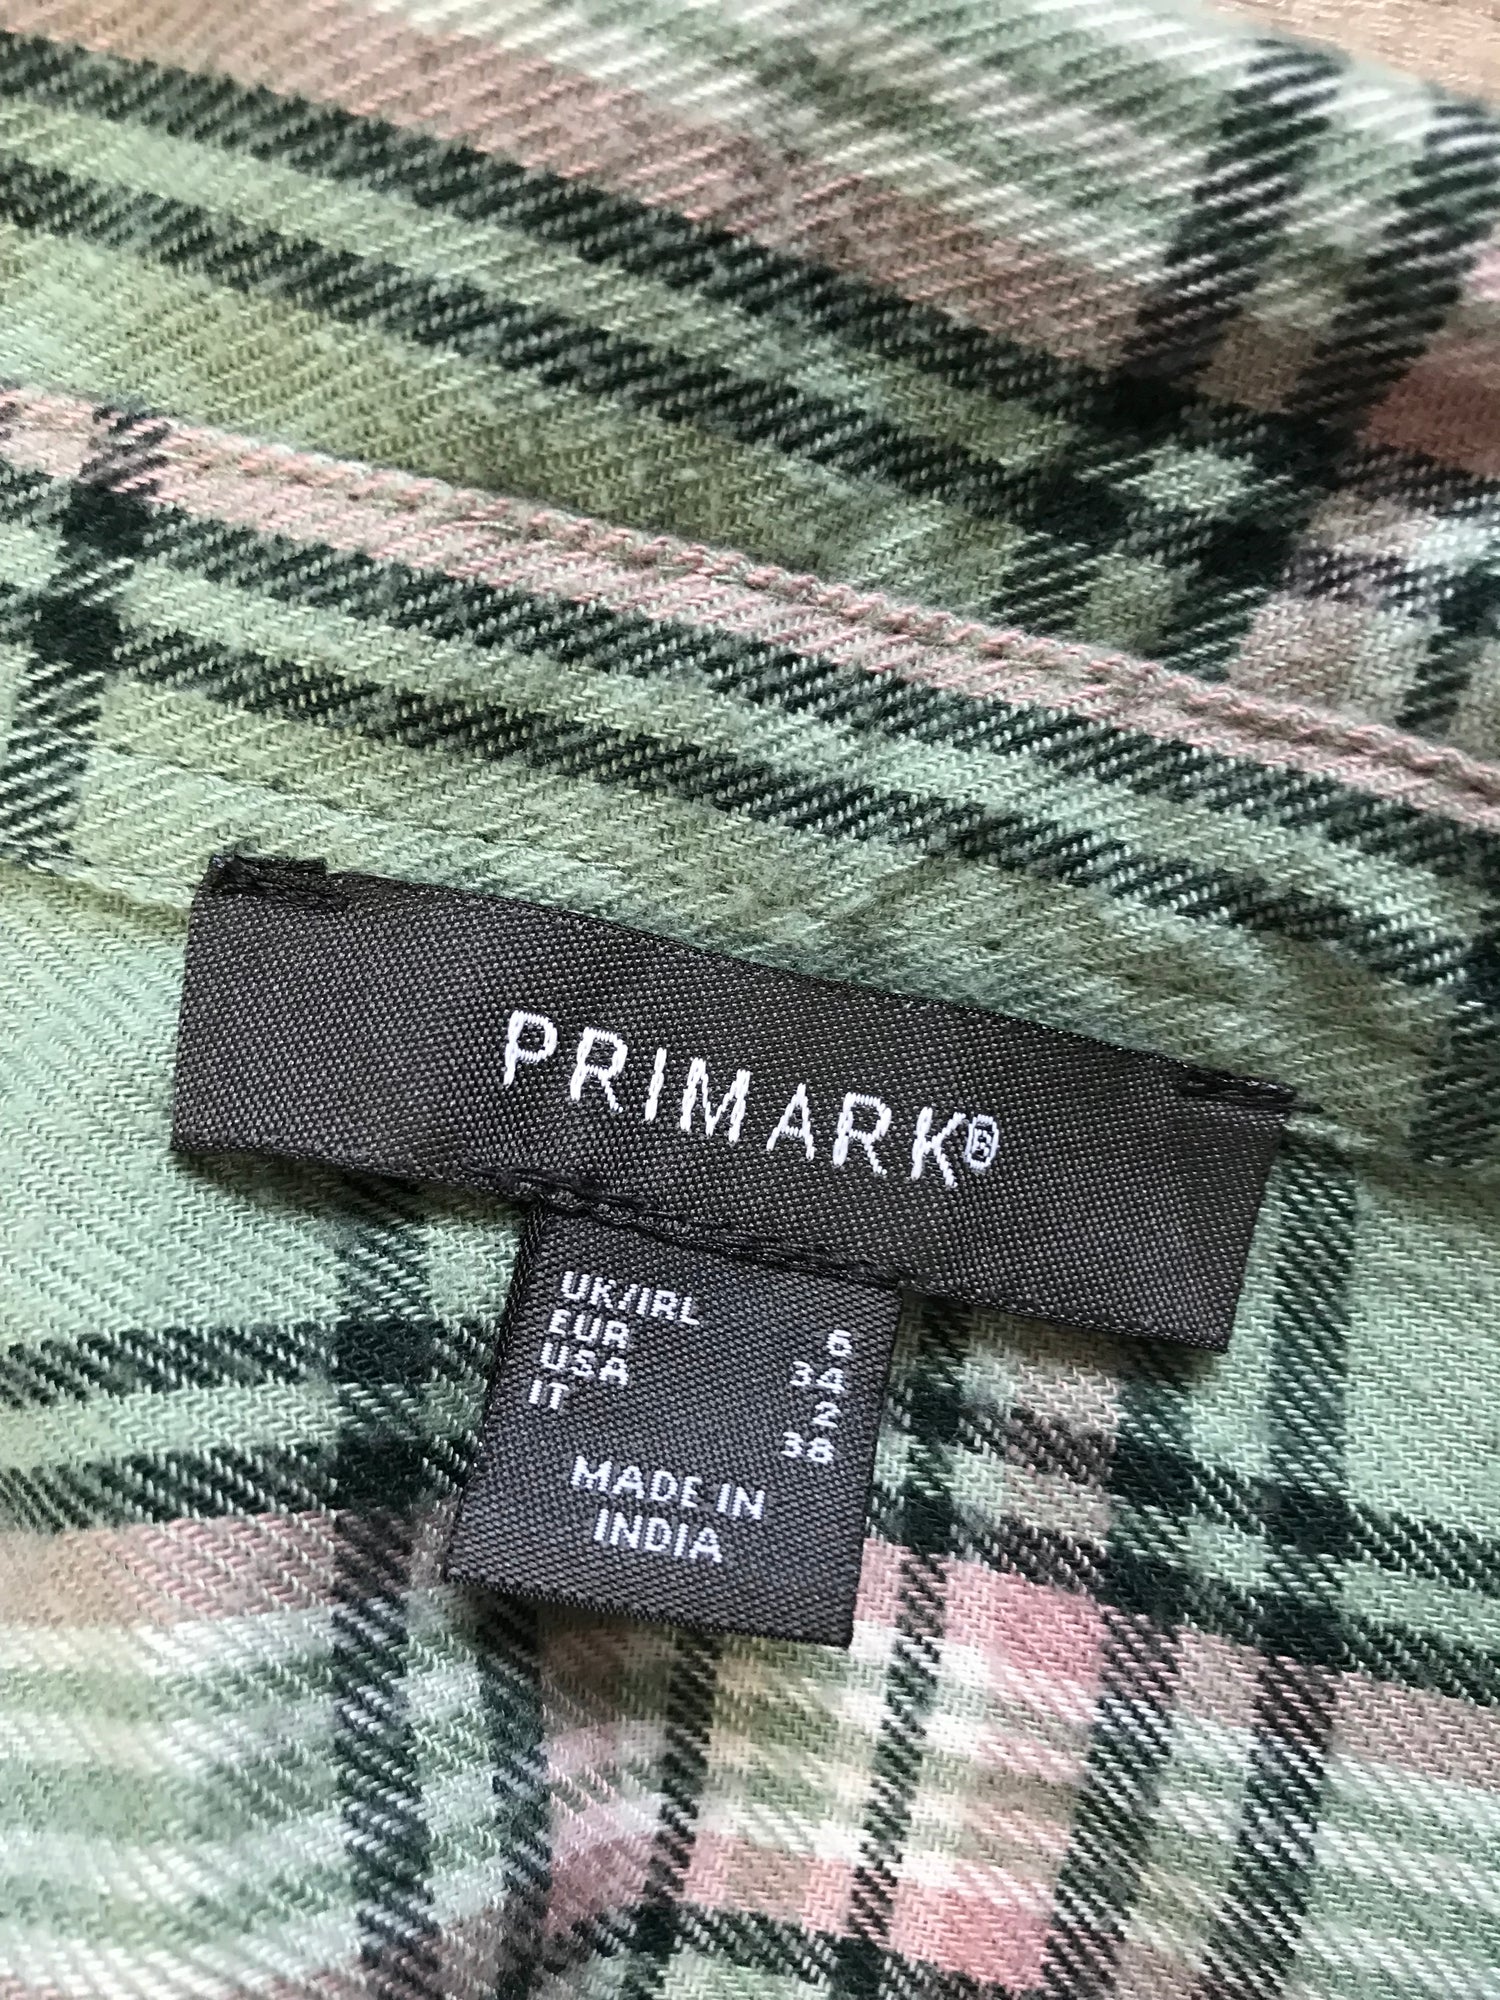 PRIMARK®
UK/IRL 6
EUR 34
USA 2
IT 38
MADE IN
INDIA